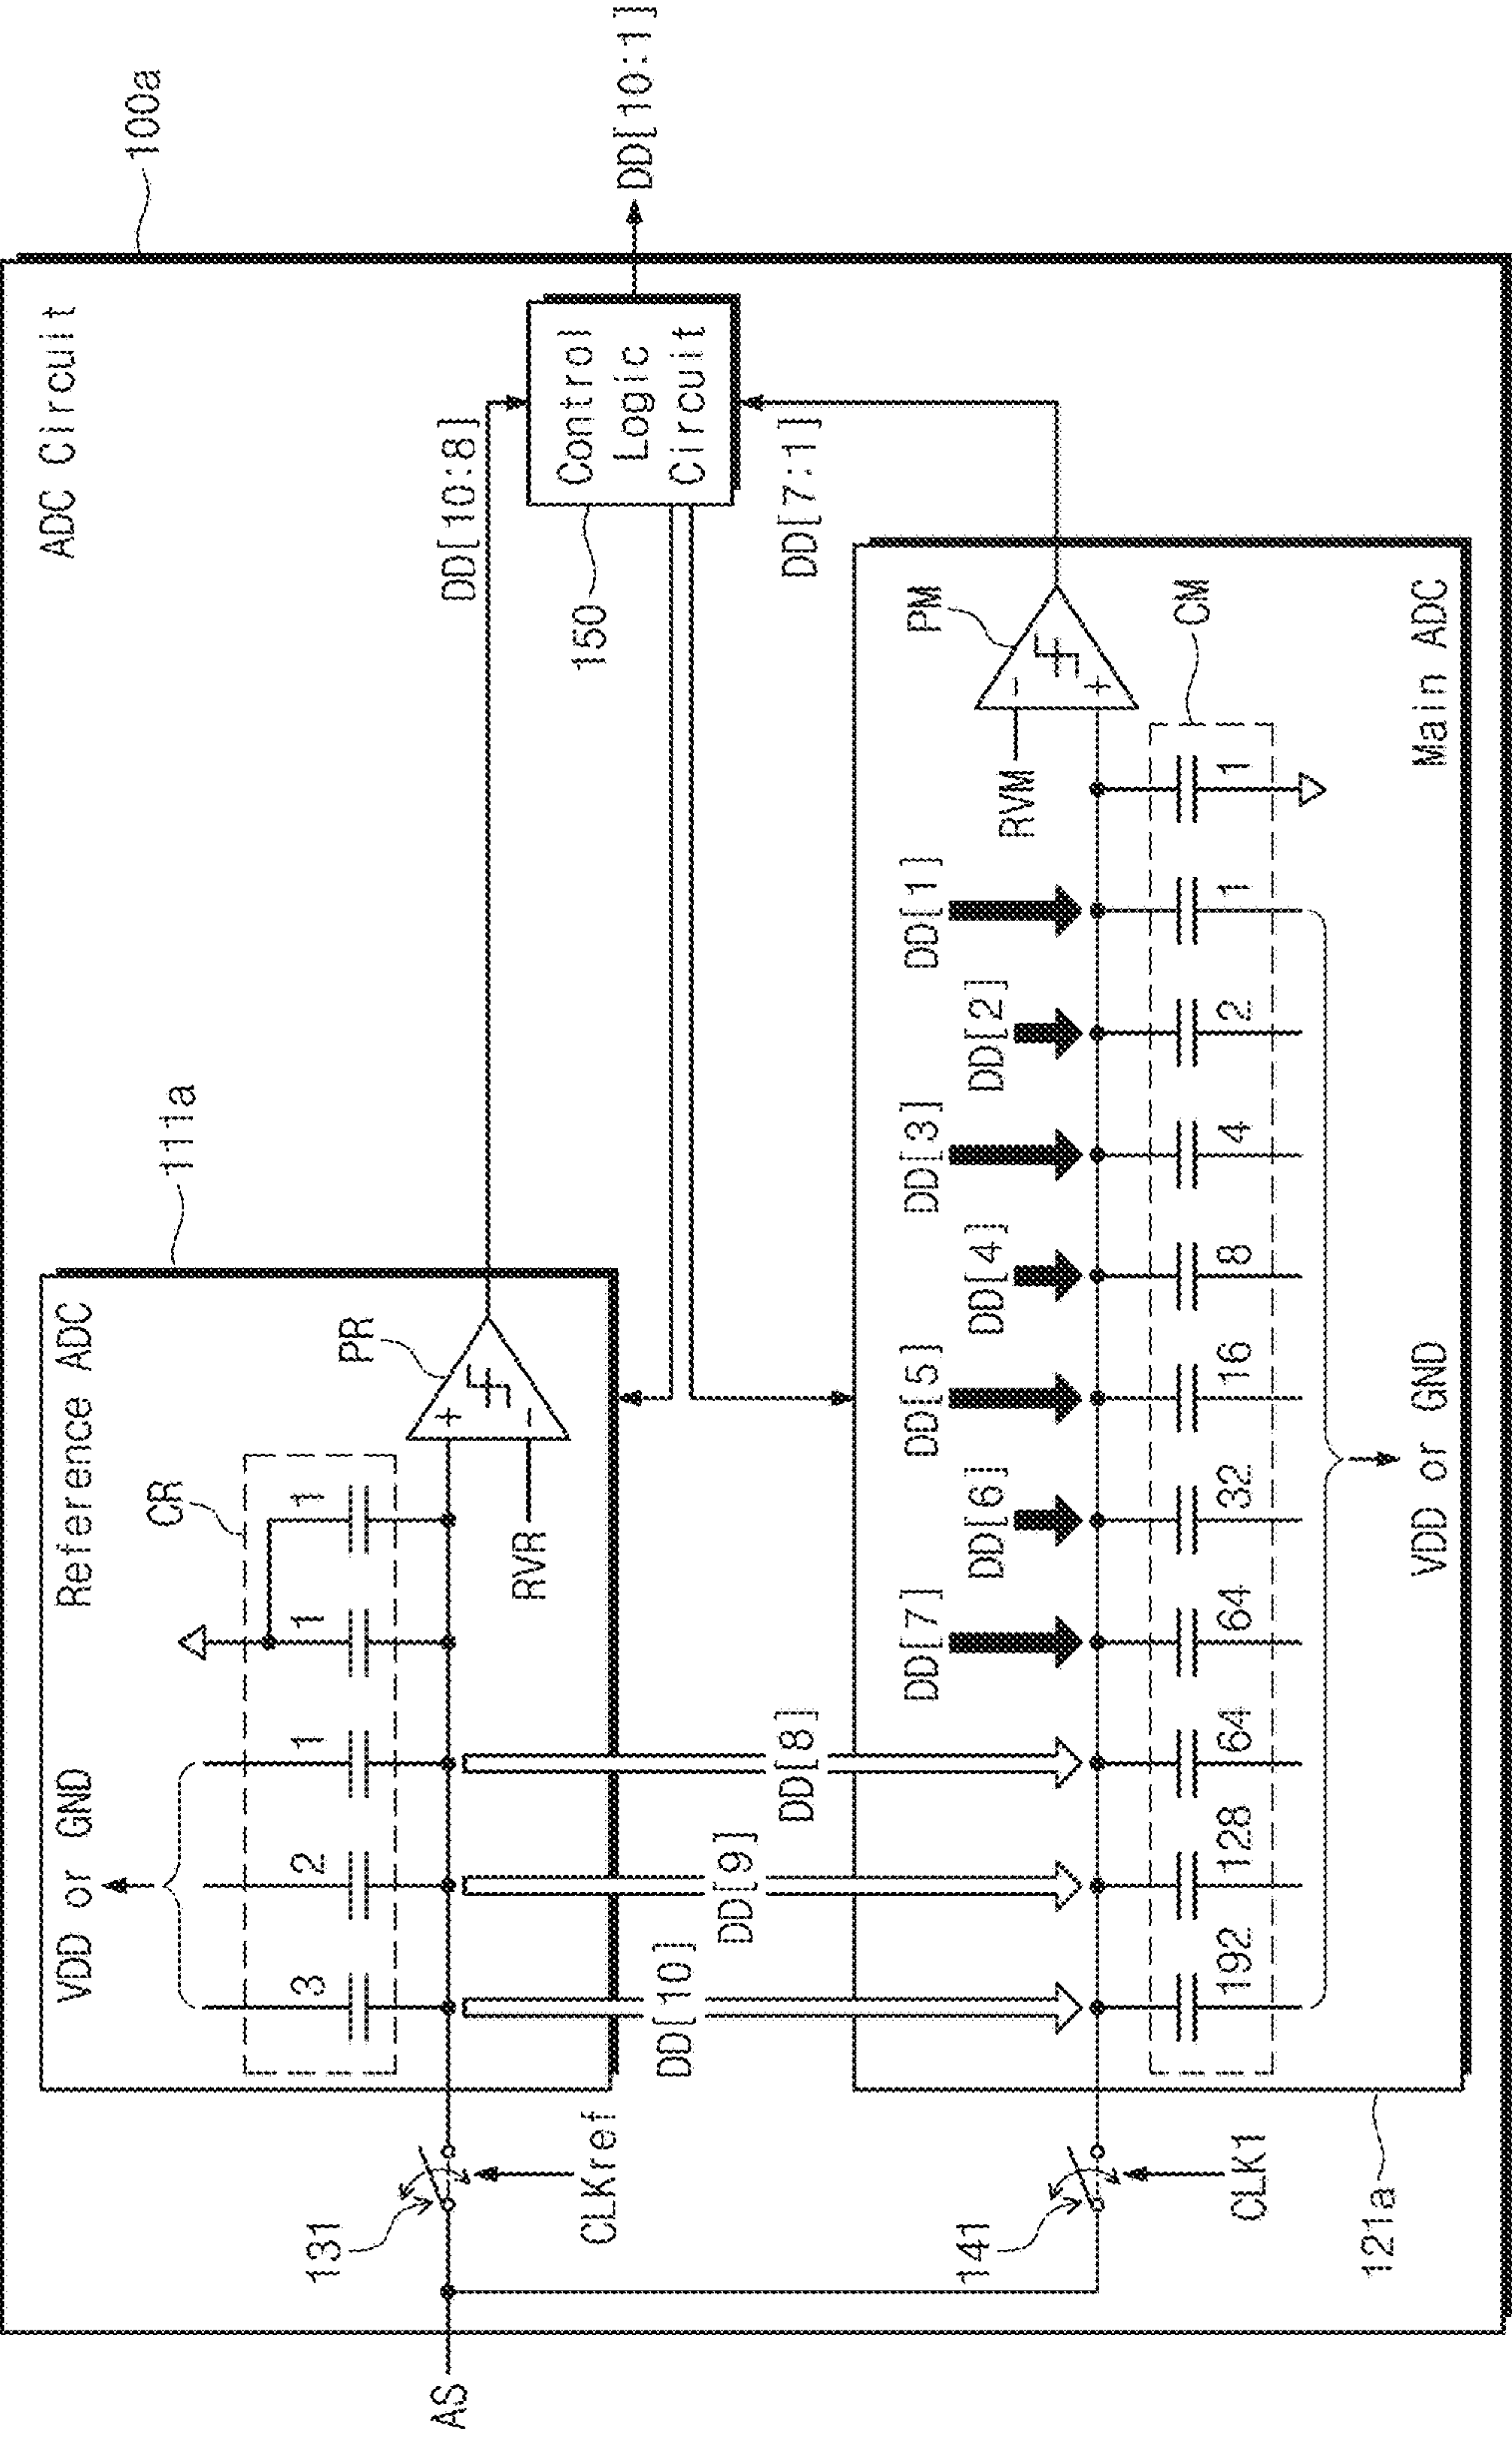 ADC Circuit
100a
VDD or GND
Reference ADC
111a
CR
3
2
1
1
1
PR
+
-
RVR
131
CLKref
AS
DD[10:8]
Control
Logic
Circuit
150
DD[10:1]
DD[7:1]
DD[10]
DD[9]
DD[8]
DD[7]
DD[6]
DD[5]
DD[4]
DD[3]
DD[2]
DD[1]
RVM
PM
-
+
141
CLK1
CM
192
128
64
64
32
16
8
4
2
1
1
VDD or GND
Main ADC
121a